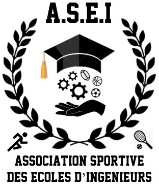 A.S.E.I
ASSOCIATION SPORTIVE
DES ECOLES D`INGENIEURS